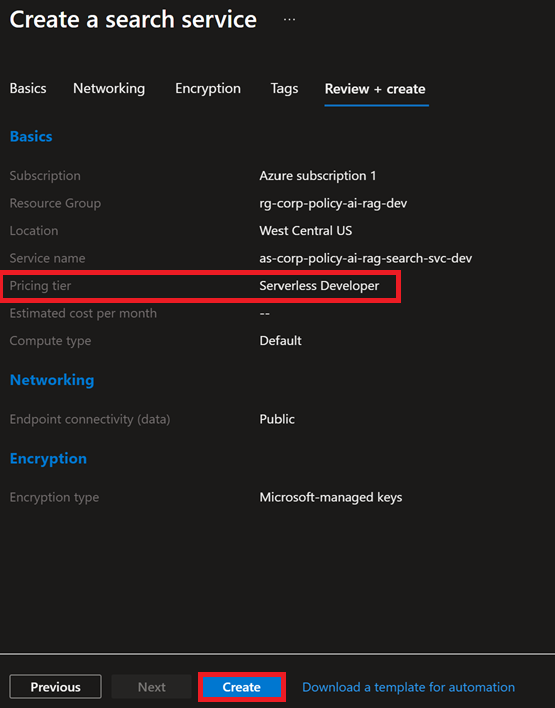 Create a search service ...
Basics Networking Encryption Tags Review + create
Basics
Subscription Azure subscription 1
Resource Group rg-corp-policy-ai-rag-dev
Location West Central US
Service name as-corp-policy-ai-rag-search-svc-dev
Pricing tier Serverless Developer
Estimated cost per month --
Compute type Default
Networking
Endpoint connectivity (data) Public
Encryption
Encryption type Microsoft-managed keys
Previous Next Create Download a template for automation